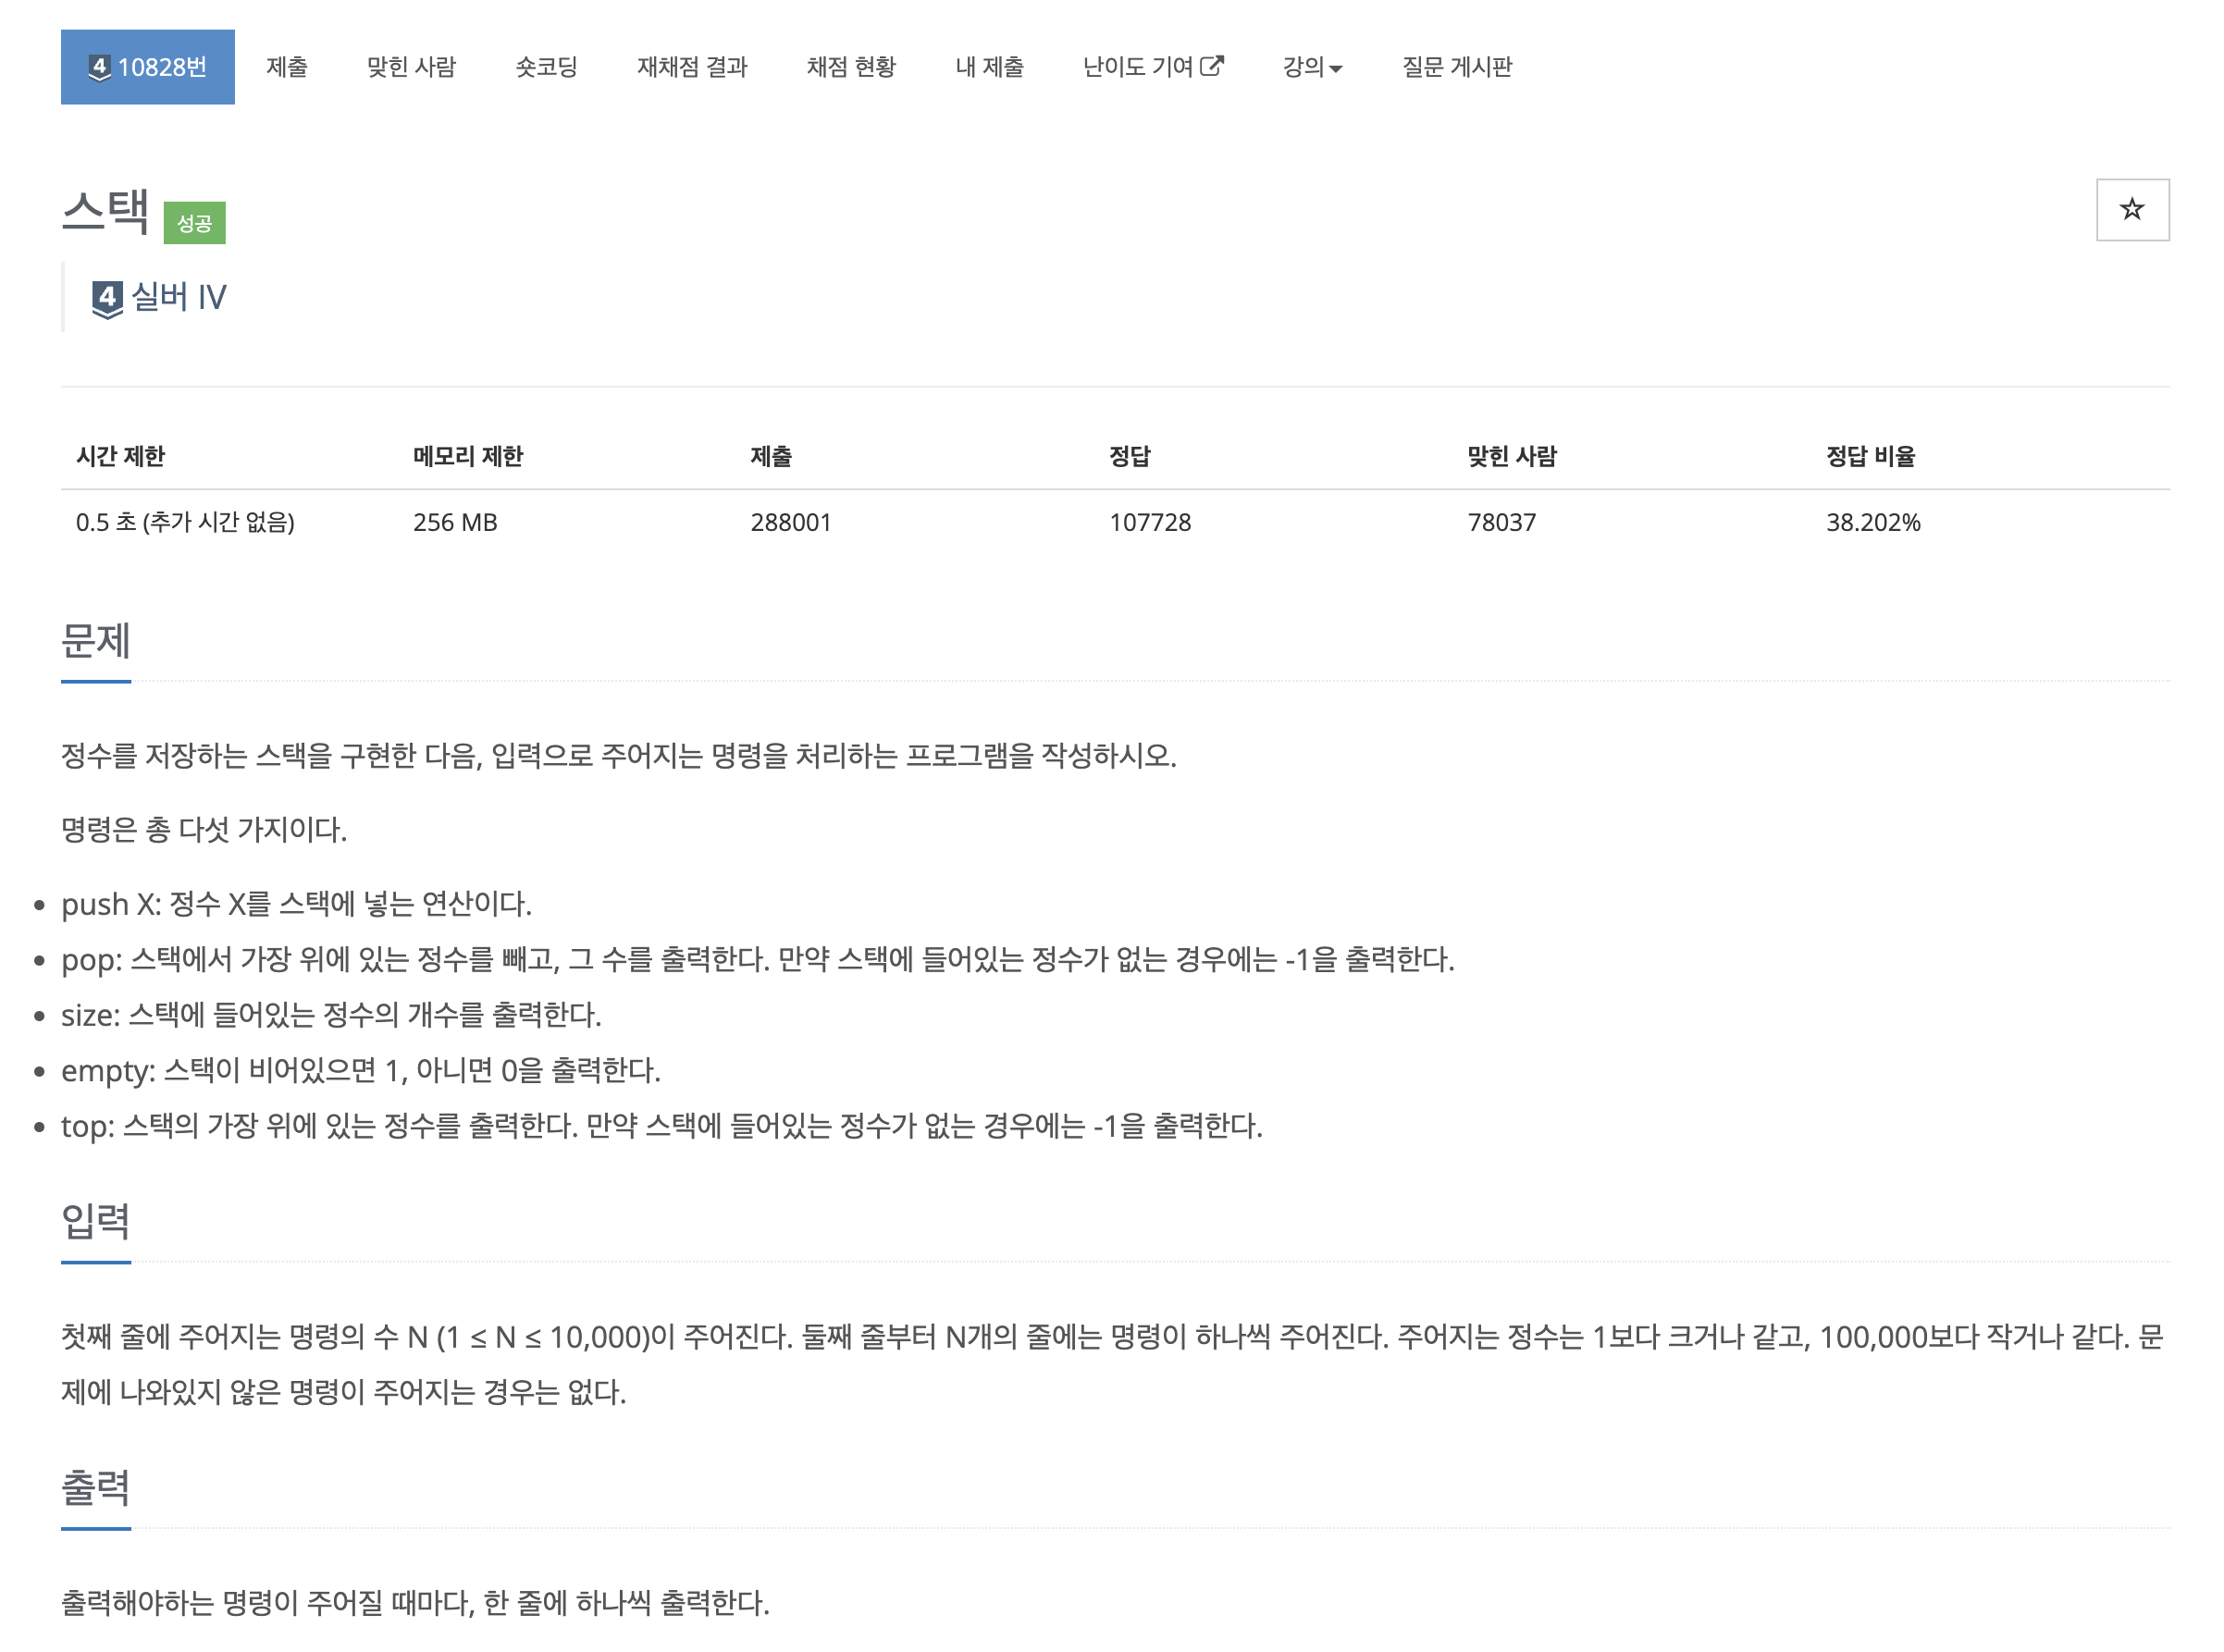 4 10828번 제출 맞힌 사람 숏코딩 재채점 결과 채점 현황 내 제출 난이도 기여 강의 질문 게시판
스택 성공
4 실버 IV
시간 제한 메모리 제한 제출 정답 맞힌 사람 정답 비율
0.5 초 (추가 시간 없음) 256 MB 288001 107728 78037 38.202%
문제
정수를 저장하는 스택을 구현한 다음, 입력으로 주어지는 명령을 처리하는 프로그램을 작성하시오.
명령은 총 다섯 가지이다.
• push X: 정수 X를 스택에 넣는 연산이다.
• pop: 스택에서 가장 위에 있는 정수를 빼고, 그 수를 출력한다. 만약 스택에 들어있는 정수가 없는 경우에는 -1을 출력한다.
• size: 스택에 들어있는 정수의 개수를 출력한다.
• empty: 스택이 비어있으면 1, 아니면 0을 출력한다.
• top: 스택의 가장 위에 있는 정수를 출력한다. 만약 스택에 들어있는 정수가 없는 경우에는 -1을 출력한다.
입력
첫째 줄에 주어지는 명령의 수 N (1 ≤ N ≤ 10,000)이 주어진다. 둘째 줄부터 N개의 줄에는 명령이 하나씩 주어진다. 주어지는 정수는 1보다 크거나 같고, 100,000보다 작거나 같다. 문
제에 나와있지 않은 명령이 주어지는 경우는 없다.
출력
출력해야하는 명령이 주어질 때마다, 한 줄에 하나씩 출력한다.